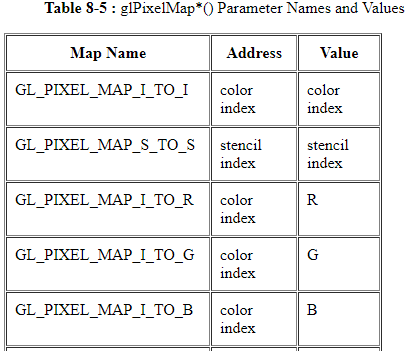 Table 8-5 : glPixelMap*() Parameter Names and Values
Map Name Address Value
GL_PIXEL_MAP_I_TO_I color index color index
GL_PIXEL_MAP_S_TO_S stencil index stencil index
GL_PIXEL_MAP_I_TO_R color index R
GL_PIXEL_MAP_I_TO_G color index G
GL_PIXEL_MAP_I_TO_B color index B